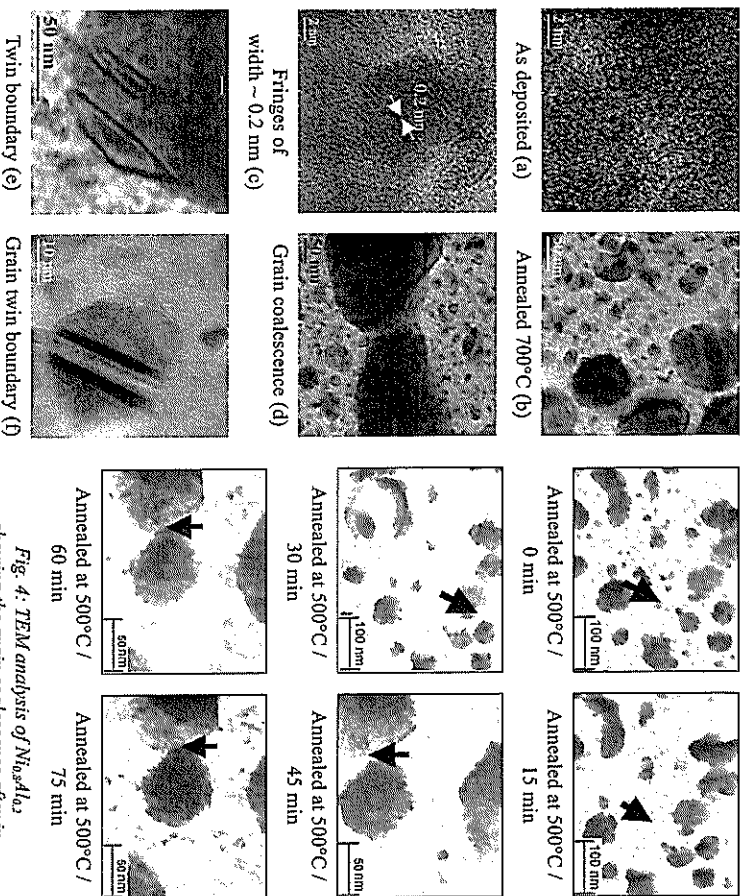 2 nm
100 nm
100 nm
As deposited (a)
Annealed 700°C (b)
Annealed at 500°C /
0 min
Annealed at 500°C /
15 min
0.2 nm
2 nm
100 nm
50 nm
Fringes of
width ~ 0.2 nm (c)
Grain coalescence (d)
Annealed at 500°C /
30 min
Annealed at 500°C /
45 min
50 nm
10 nm
50 nm
50 nm
Twin boundary (e)
Grain twin boundary (f)
Annealed at 500°C /
60 min
Annealed at 500°C /
75 min
Fig. 4: TEM analysis of Ni₀.₈Al₀.₂